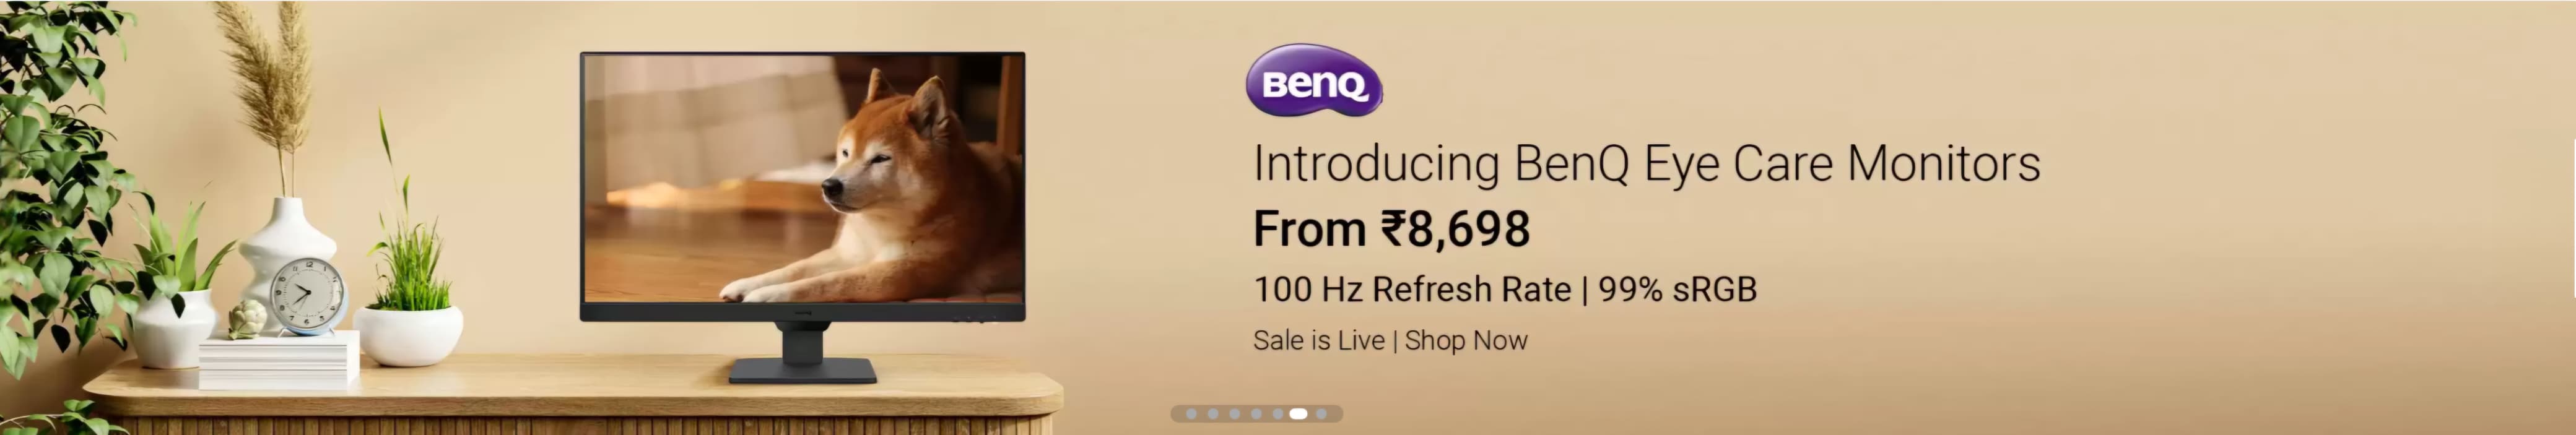 BenQ
Introducing BenQ Eye Care Monitors
From ₹8,698
100 Hz Refresh Rate | 99% sRGB
Sale is Live | Shop Now